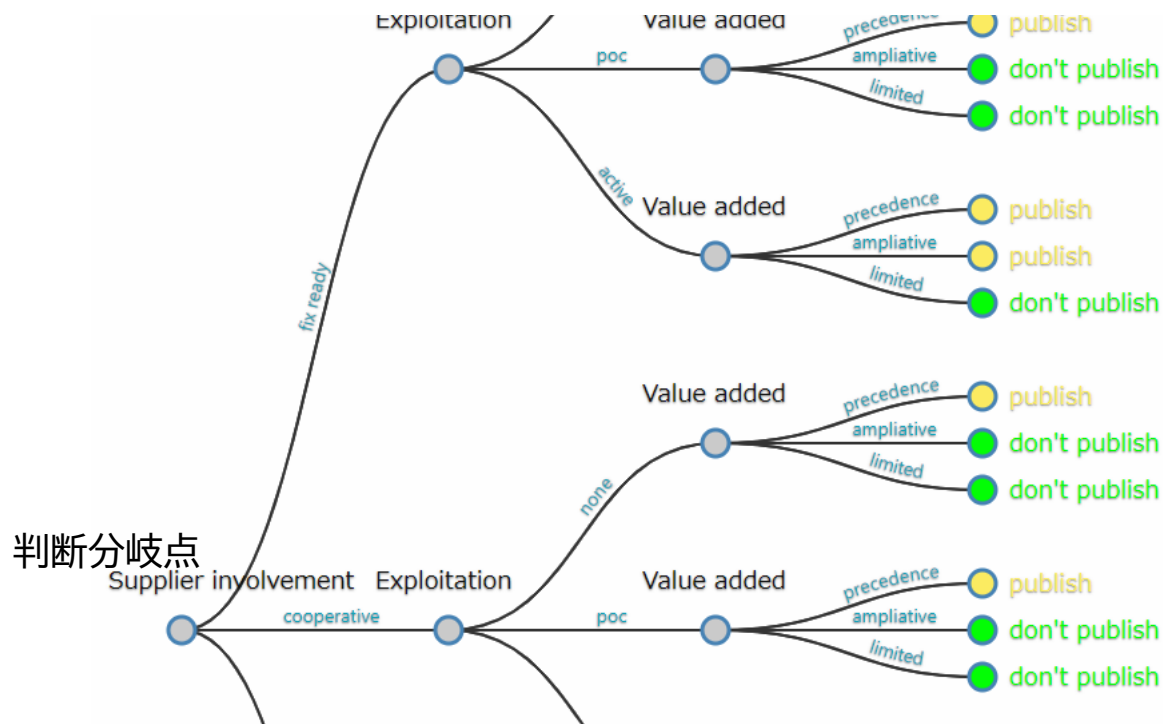 Exploitation
Value added
precedence
publish
poc
ampliative
don't publish
limited
don't publish
active
Value added
precedence
publish
ampliative
publish
limited
don't publish
fix ready
Value added
precedence
publish
ampliative
don't publish
limited
don't publish
none
判断分岐点
Supplier involvement
Exploitation
Value added
precedence
publish
cooperative
poc
ampliative
don't publish
limited
don't publish